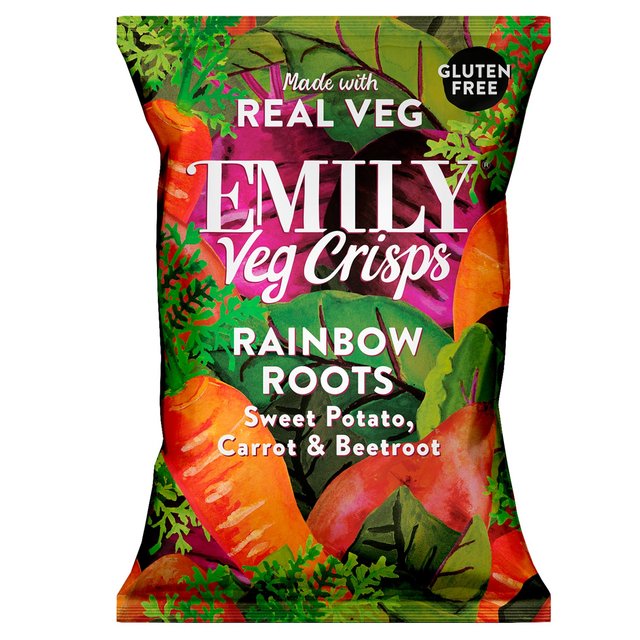 Made with
REAL VEG
GLUTEN
FREE
EMILY®
Veg Crisps
RAINBOW
ROOTS
Sweet Potato,
Carrot & Beetroot